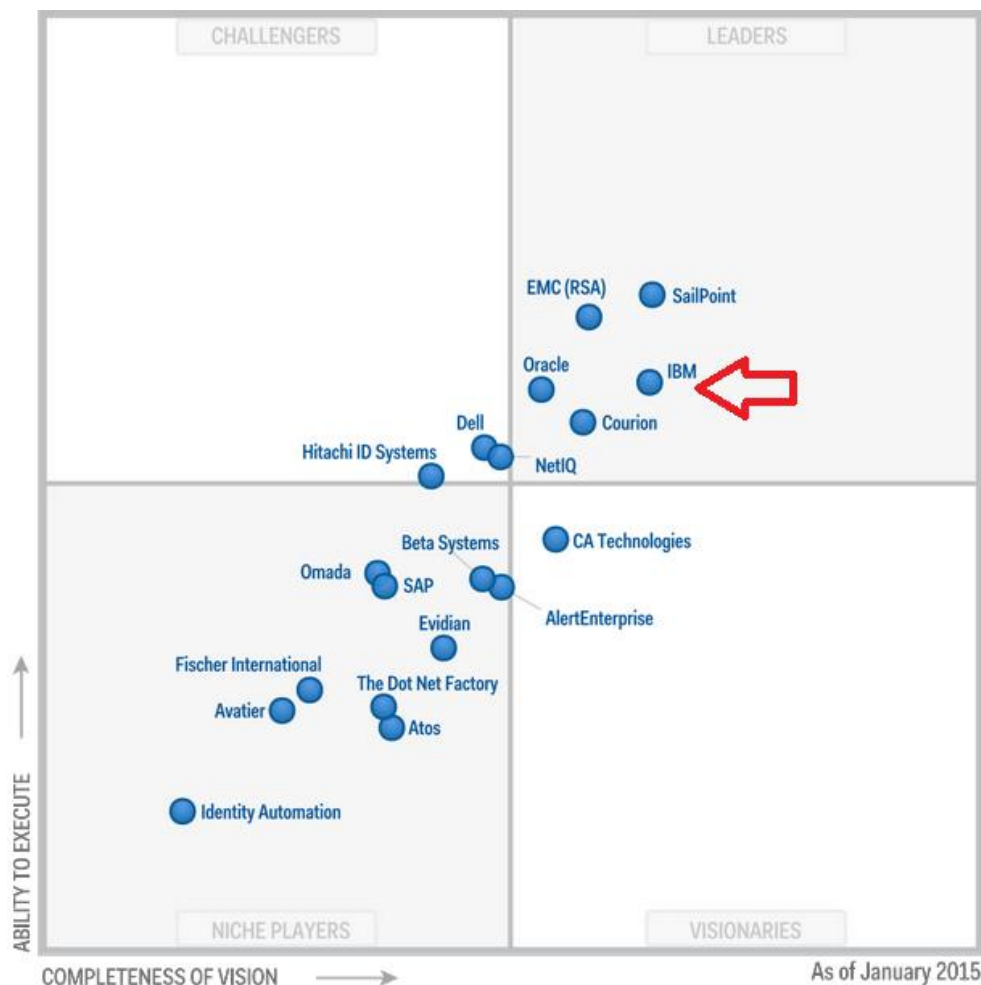 CHALLENGERS
LEADERS
EMC (RSA)
SailPoint
Oracle
IBM
Courion
Dell
Hitachi ID Systems
NetIQ
CA Technologies
Beta Systems
Omada
SAP
AlertEnterprise
Evidian
Fischer International
The Dot Net Factory
Avatier
Atos
Identity Automation
NICHE PLAYERS
VISIONARIES
ABILITY TO EXECUTE
COMPLETENESS OF VISION
As of January 2015